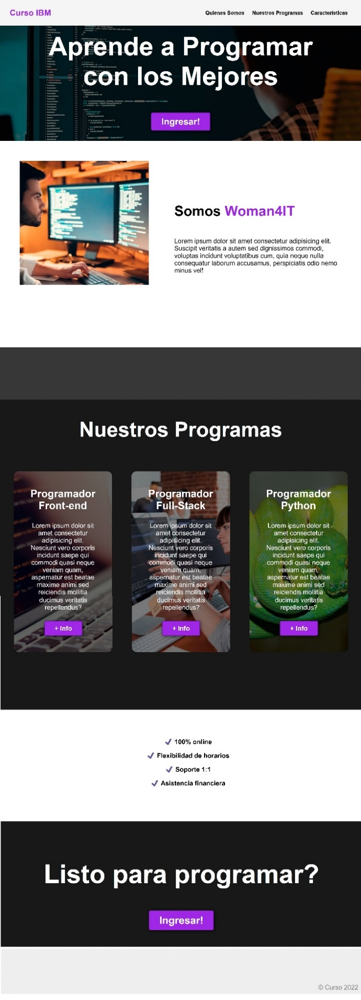 Curso IBM
Quienes Somos Nuestros Programas Caracteristicas
Aprende a Programar
con los Mejores
Ingresar!
Somos Woman4IT
Lorem ipsum dolor sit amet consectetur adipisicing elit.
Suscipit veritatis a autem sed dignissimos commodi,
voluptas incidunt voluptatibus cum, quia neque nulla
consequatur laborum accusamus, perspiciatis odio nemo
minus vel!
Nuestros Programas
Programador
Front-end
Lorem ipsum dolor sit
amet consectetur
adipisicing elit.
Nesciunt vero corporis
incidunt saepe qui
commodi quasi neque
veniam quam,
aspernatur est beatae
maxime animi sed
reiciendis mollitia
ducimus veritatis
repellendus?
+ Info
Programador
Full-Stack
Lorem ipsum dolor sit
amet consectetur
adipisicing elit.
Nesciunt vero corporis
incidunt saepe qui
commodi quasi neque
veniam quam,
aspernatur est beatae
maxime animi sed
reiciendis mollitia
ducimus veritatis
repellendus?
+ Info
Programador
Python
Lorem ipsum dolor sit
amet consectetur
adipisicing elit.
Nesciunt vero corporis
incidunt saepe qui
commodi quasi neque
veniam quam,
aspernatur est beatae
maxime animi sed
reiciendis mollitia
ducimus veritatis
repellendus?
+ Info
100% online
Flexibilidad de horarios
Soporte 1:1
Asistencia financiera
Listo para programar?
Ingresar!
© Curso 2022